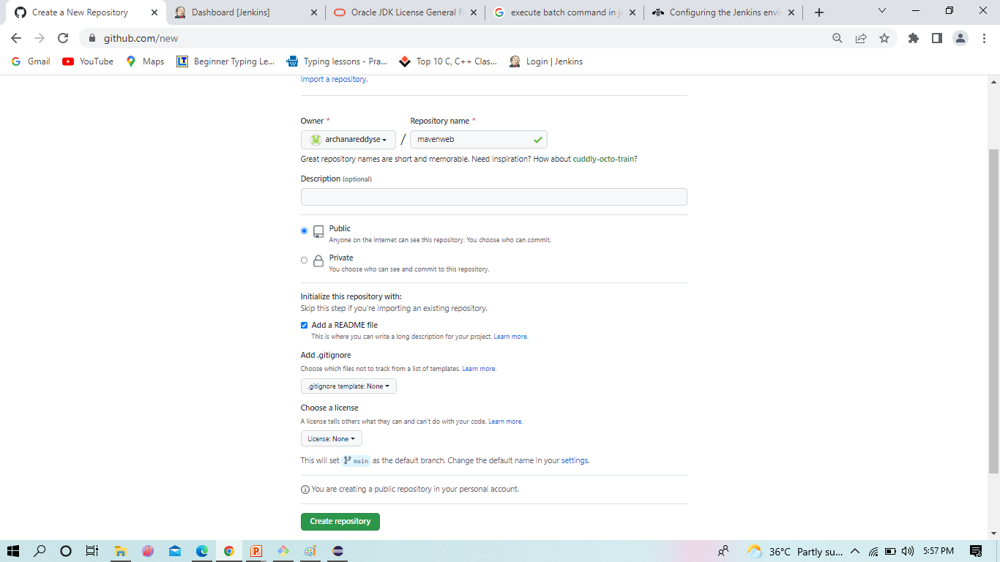 Create a New Repository
Dashboard [Jenkins]
Oracle JDK License General F
execute batch command in je
Configuring the Jenkins envir
github.com/new
Gmail
YouTube
Maps
Beginner Typing Le...
Typing lessons - Pra...
Top 10 C, C++ Clas...
Login | Jenkins
Import a repository.
Owner *
Repository name *
archanareddyse
/
mavenweb
Great repository names are short and memorable. Need inspiration? How about cuddly-octo-train?
Description (optional)
Public
Anyone on the internet can see this repository. You choose who can commit.
Private
You choose who can see and commit to this repository.
Initialize this repository with:
Skip this step if you're importing an existing repository.
Add a README file
This is where you can write a long description for your project. Learn more.
Add .gitignore
Choose which files not to track from a list of templates. Learn more.
.gitignore template: None
Choose a license
A license tells others what they can and can't do with your code. Learn more.
License: None
This will set main as the default branch. Change the default name in your settings.
You are creating a public repository in your personal account.
Create repository
36°C Partly su...
5:57 PM